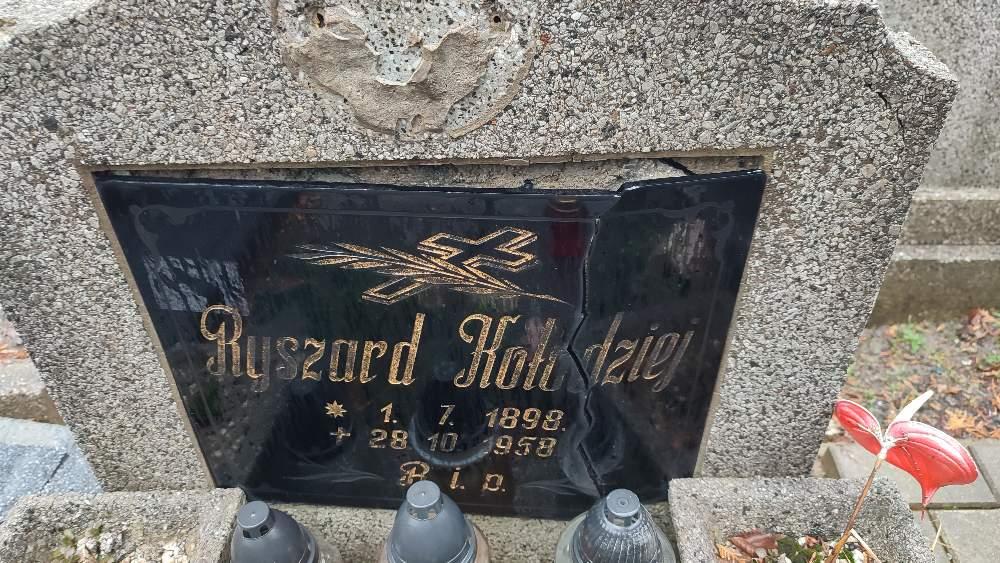 Ryszard Kołodziej
* 1. 7. 1898.
+ 28. 10. 1958
R. i. p.